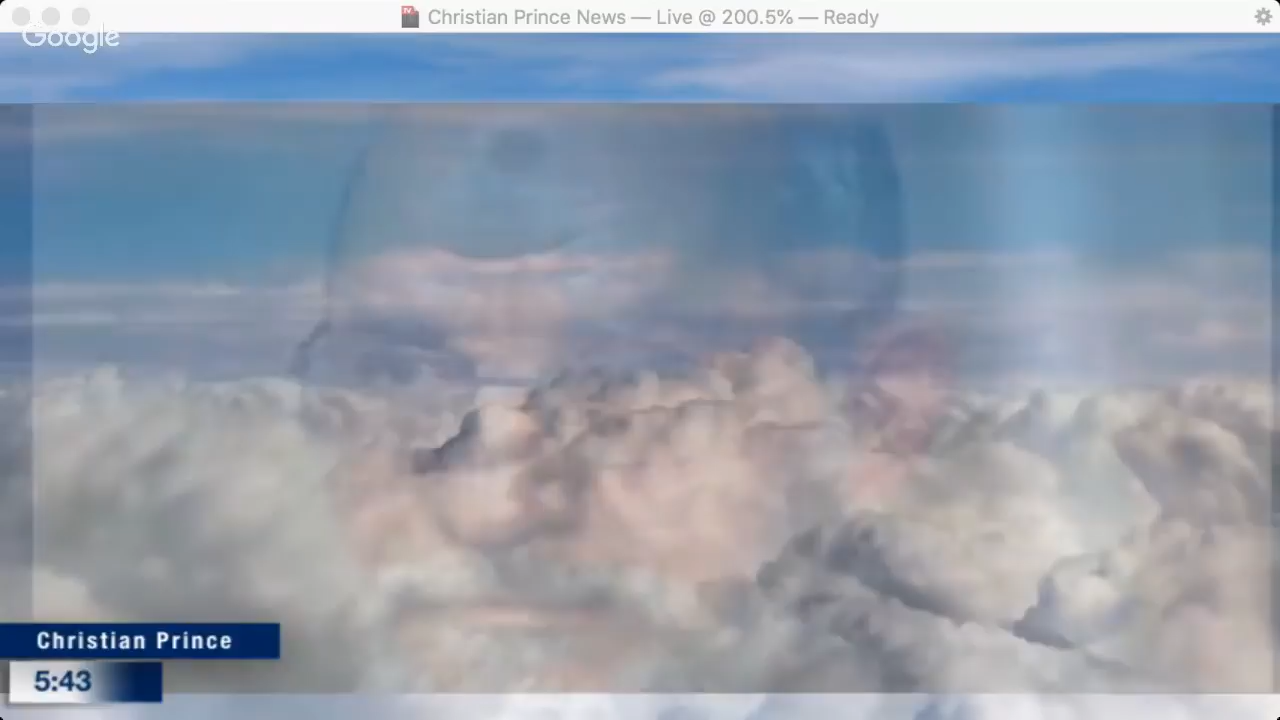 Christian Prince News — Live @ 200.5% — Ready
Google
Christian Prince
5:43